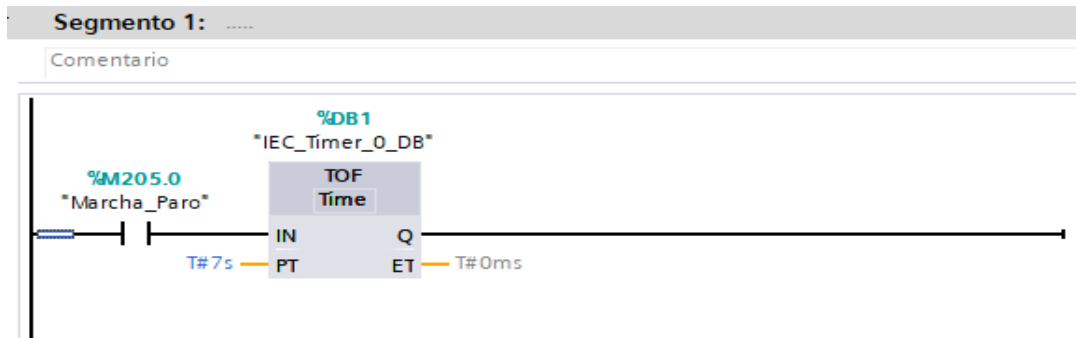 Segmento 1: .....
Comentario
%DB1
"IEC_Timer_0_DB"
%M205.0
"Marcha_Paro"
TOF
Time
IN Q
T#7s PT ET T#0ms